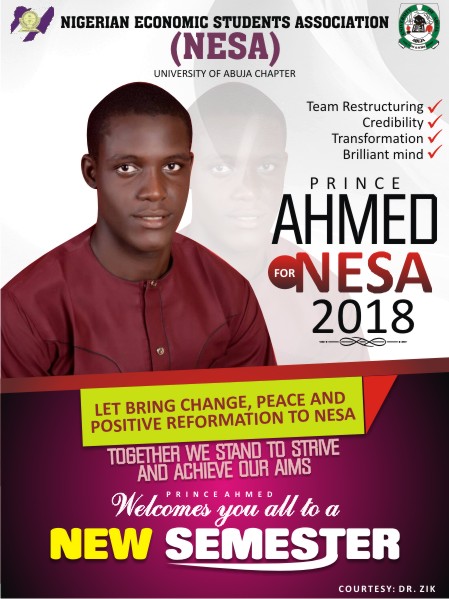 NIGERIAN ECONOMIC STUDENTS ASSOCIATION
(NESA)
UNIVERSITY OF ABUJA CHAPTER
Team Restructuring
Credibility
Transformation
Brilliant mind
PRINCE
AHMED
FOR NESA
2018
LET BRING CHANGE, PEACE AND
POSITIVE REFORMATION TO NESA
TOGETHER WE STAND TO STRIVE
AND ACHIEVE OUR AIMS
PRINCE AHMED
Welcomes you all to a
NEW SEMESTER
COURTESY: DR. ZIK